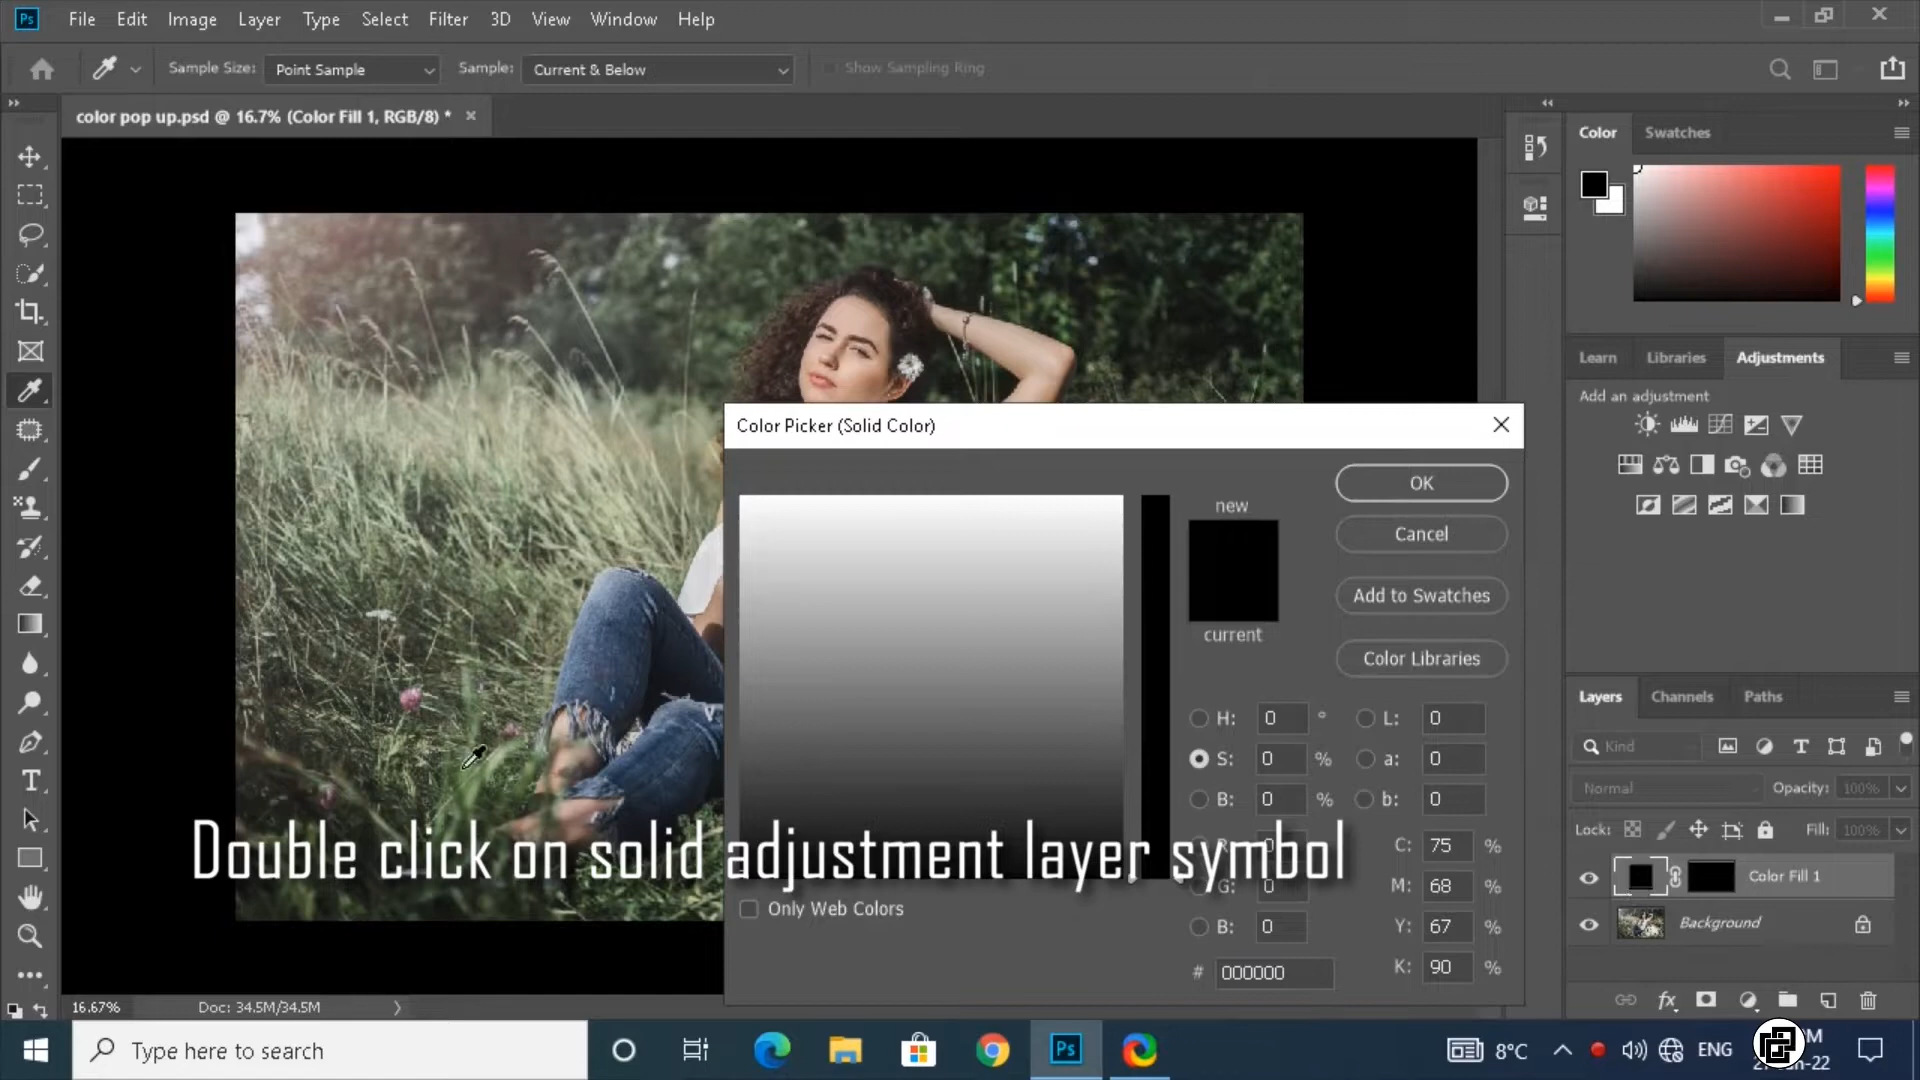 Ps File Edit Image Layer Type Select Filter 3D View Window Help
Sample Size: Point Sample Sample: Current & Below Show Sampling Ring
color pop up.psd @ 16.7% (Color Fill 1, RGB/8) *
Color Swatches
Learn Libraries Adjustments
Add an adjustment
Color Picker (Solid Color)
OK
new
Cancel
Add to Swatches
current
Color Libraries
H: 0 ° L: 0
S: 0 % a: 0
B: 0 % b: 0
R: 0 C: 75 %
G: 0 M: 68 %
B: 0 Y: 67 %
# 000000 K: 90 %
Only Web Colors
Double click on solid adjustment layer symbol
Layers Channels Paths
Kind
Normal Opacity: 100%
Lock: Fill: 100%
Color Fill 1
Background
fx
16.67% Doc: 34.5M/34.5M
Type here to search
Ps
8°C ENG